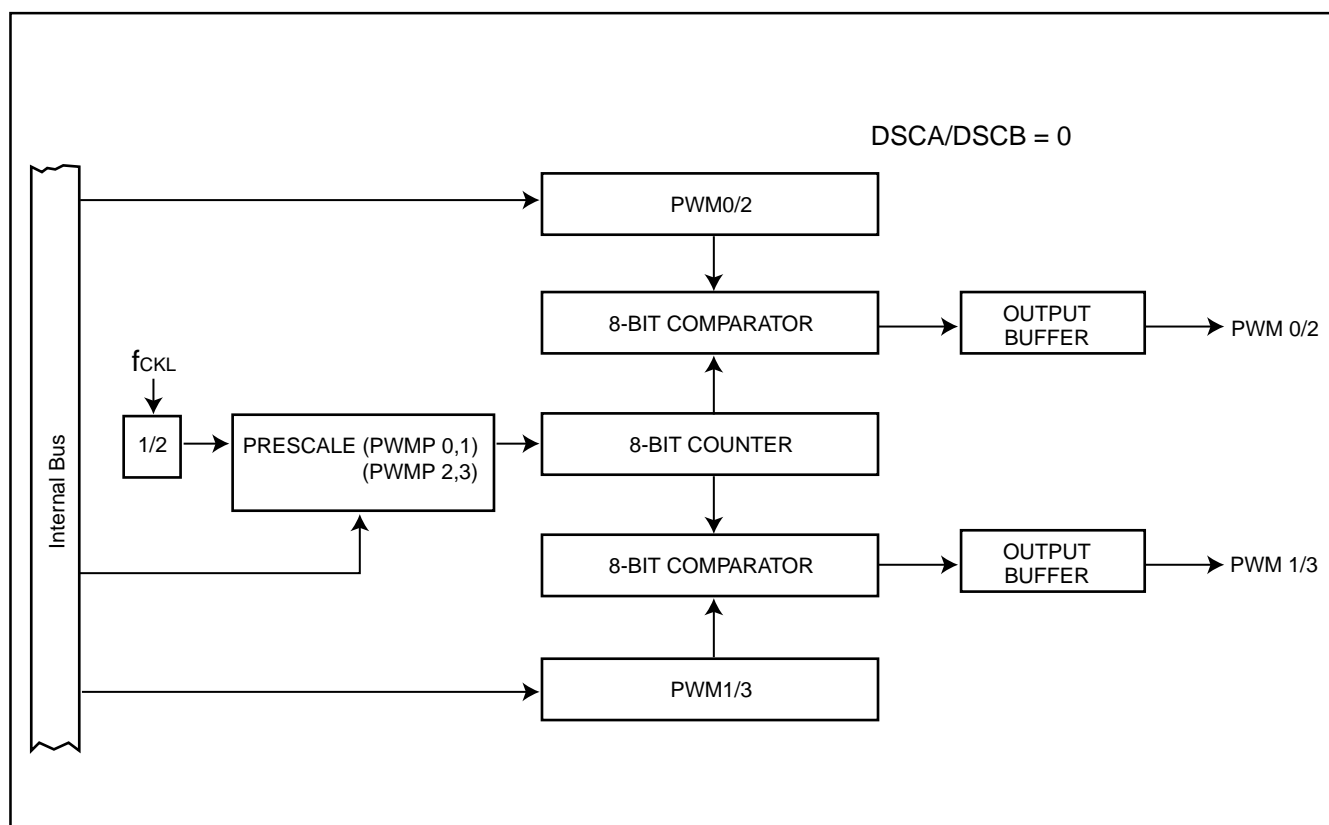 DSCA/DSCB = 0
PWM0/2
8-BIT COMPARATOR
OUTPUT
BUFFER
PWM 0/2
fCKL
1/2
PRESCALE (PWMP 0,1)
(PWMP 2,3)
8-BIT COUNTER
Internal Bus
8-BIT COMPARATOR
OUTPUT
BUFFER
PWM 1/3
PWM1/3